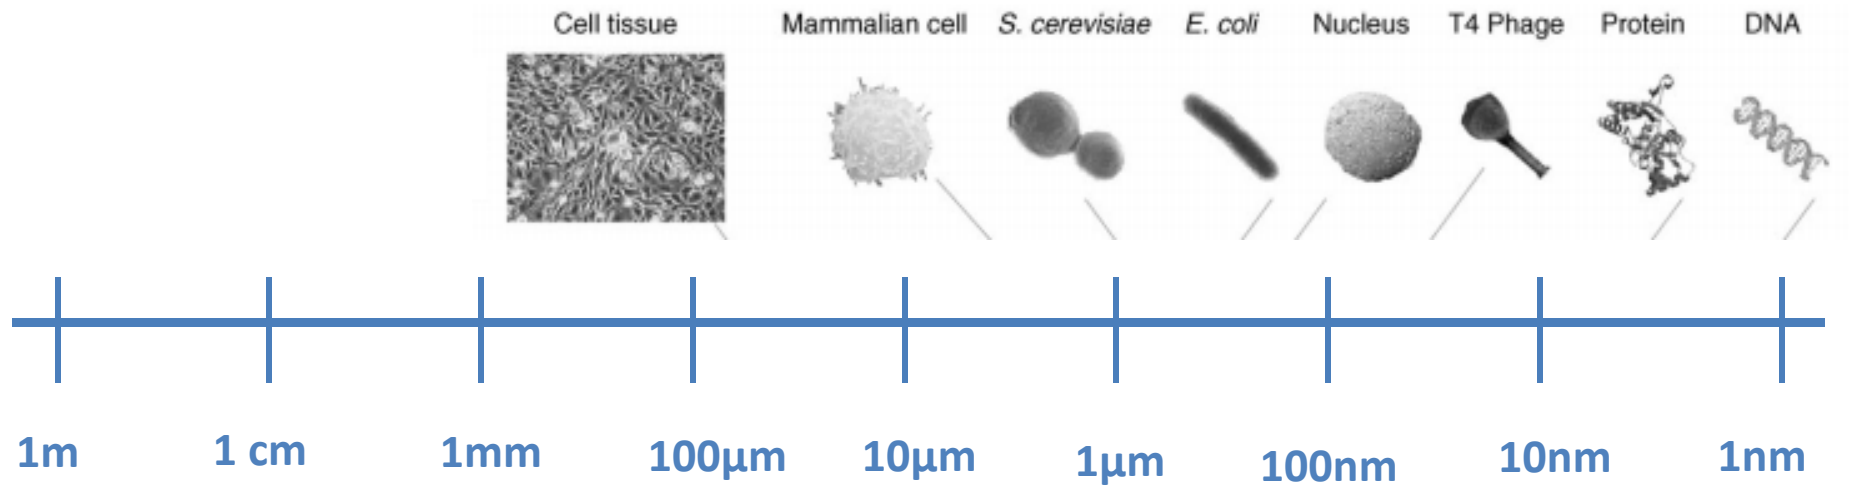 Cell tissue Mammalian cell S. cerevisiae E. coli Nucleus T4 Phage Protein DNA
1m 1 cm 1mm 100µm 10µm 1µm 100nm 10nm 1nm